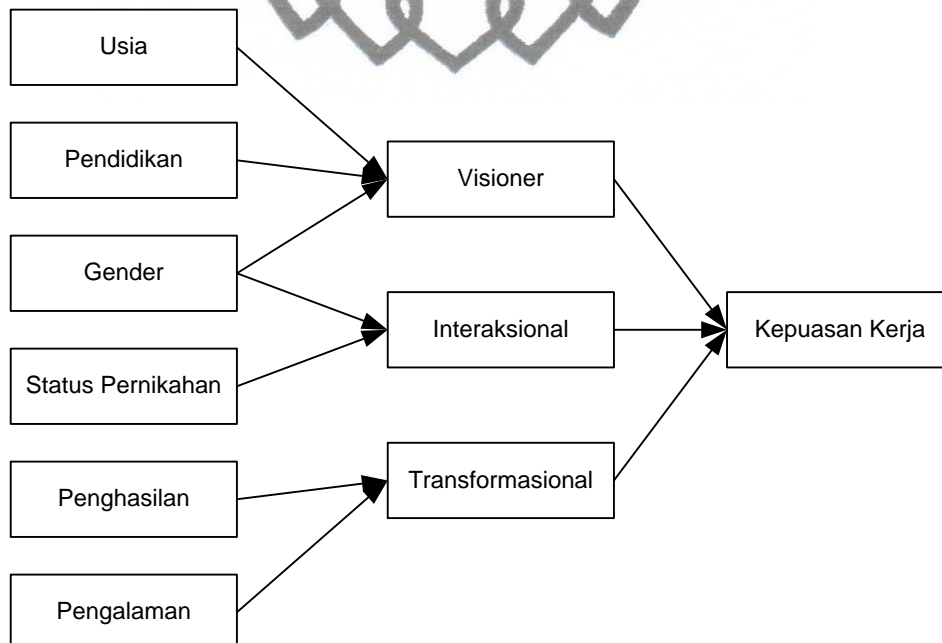 Usia
Pendidikan
Gender
Status Pernikahan
Penghasilan
Pengalaman
Visioner
Interaksional
Transformasional
Kepuasan Kerja